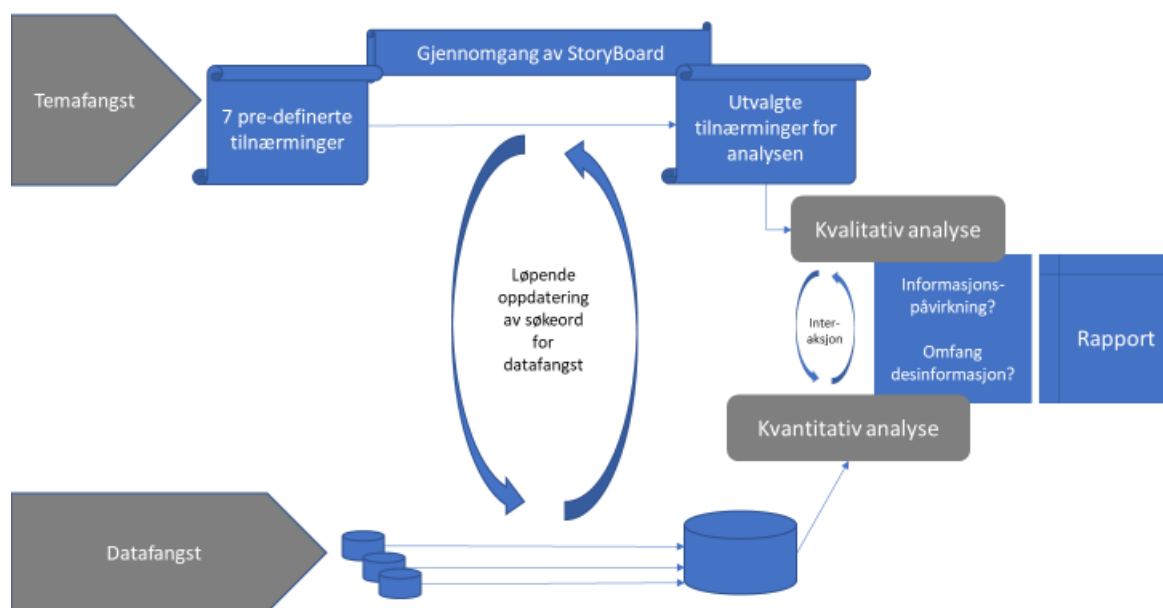 Gjennomgang av StoryBoard
Temafangst
7 pre-definerte
tilnærminger
Utvalgte
tilnærminger for
analysen
Kvalitativ analyse
Løpende
oppdatering
av søkeord
for
datafangst
Inter-
aksjon
Informasjons-
påvirkning?
Omfang
desinformasjon?
Rapport
Kvantitativ analyse
Datafangst